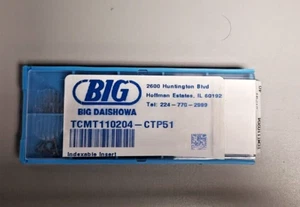 BIG
BIG DAISHOWA
2600 Huntington Blvd
Hoffman Estates, IL 60192
Tel: 224-770-2999
TCMT110204-CTP51
Indexable Insert